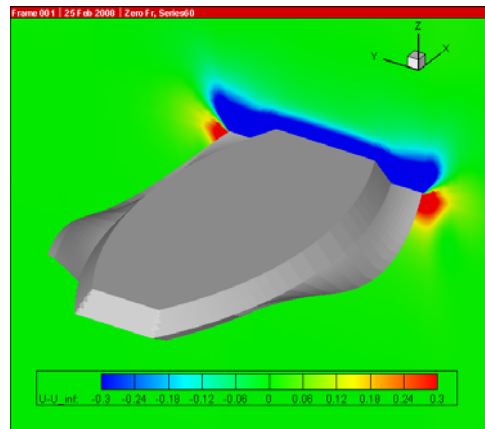 Frame 001 | 25 Feb 2008 | Zero Fr, Series60
Z
Y
X
U-U_inf: -0.3 -0.24 -0.18 -0.12 -0.06 0 0.06 0.12 0.18 0.24 0.3